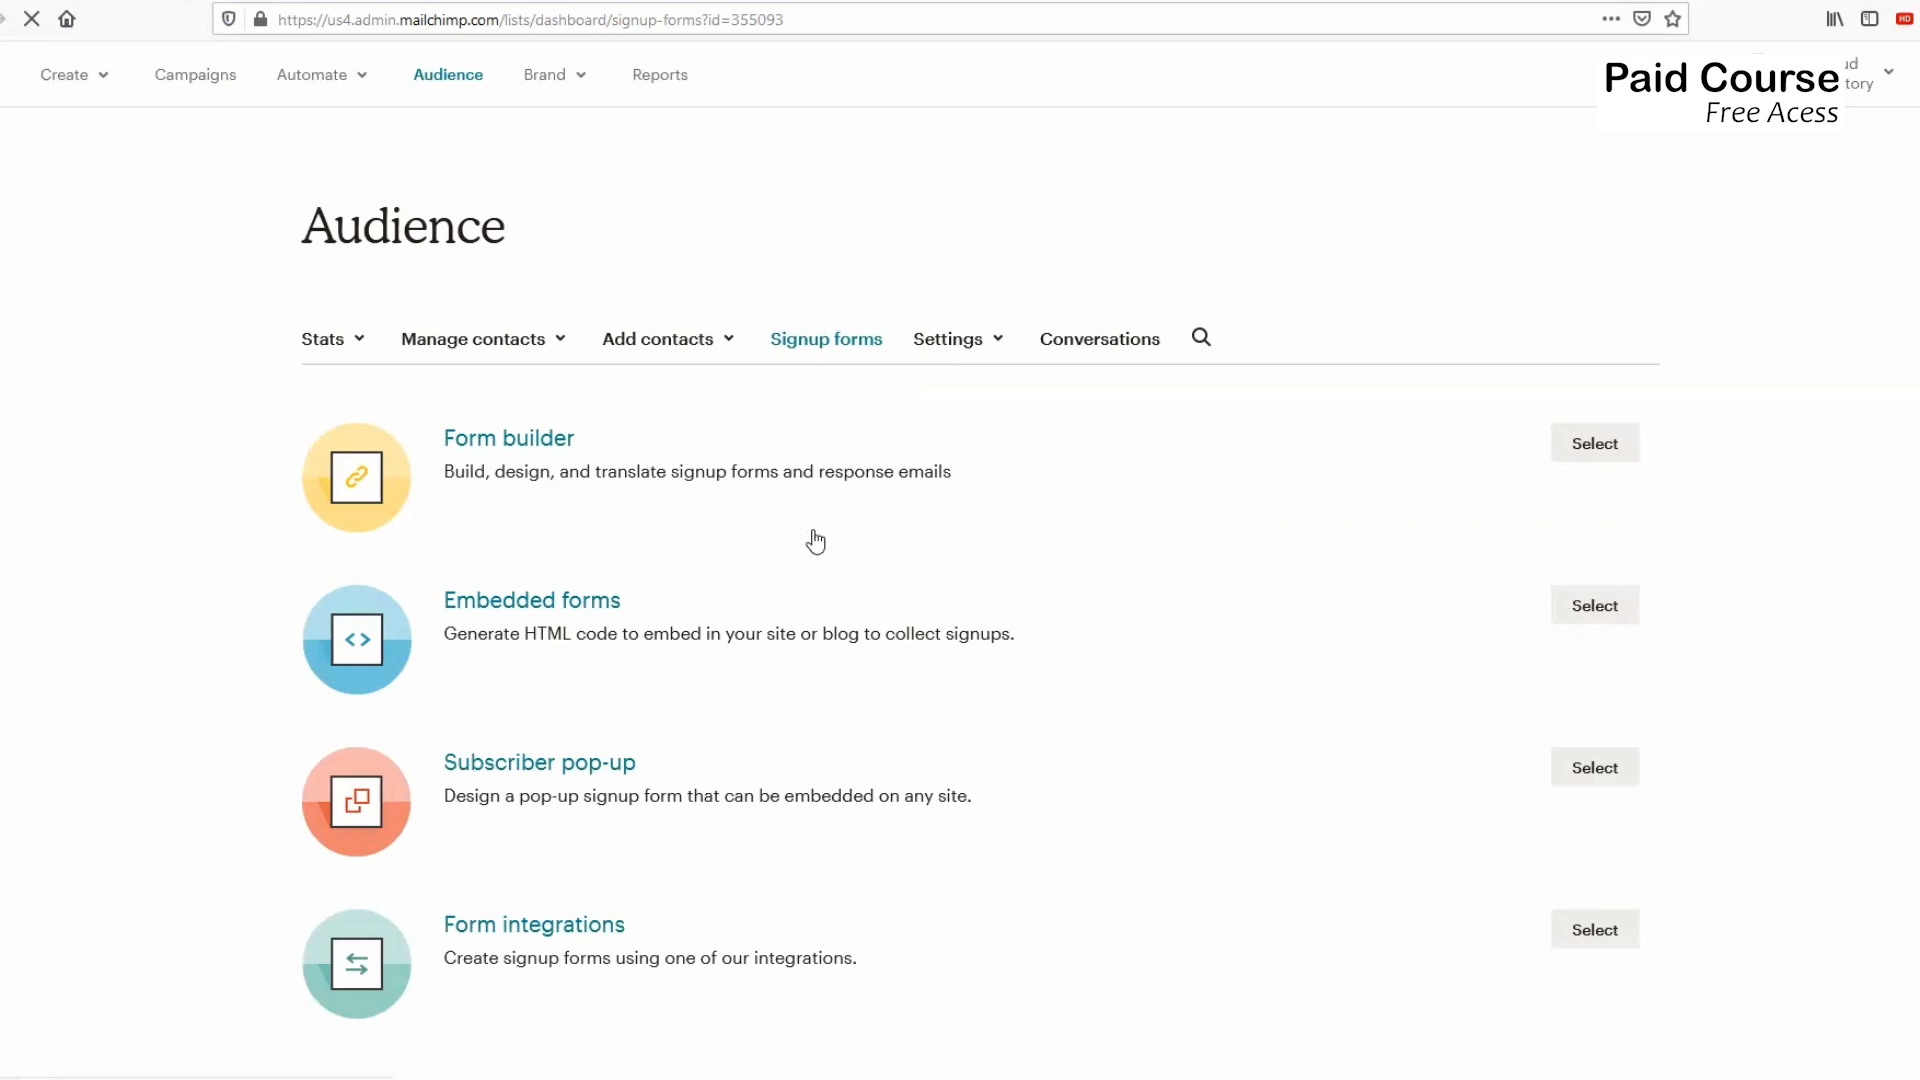 https://us4.admin.mailchimp.com/lists/dashboard/signup-forms?id=355093
HD
Create
Campaigns
Automate
Audience
Brand
Reports
Paid Course
Free Acess
Audience
Stats
Manage contacts
Add contacts
Signup forms
Settings
Conversations
Form builder
Build, design, and translate signup forms and response emails
Select
Embedded forms
Generate HTML code to embed in your site or blog to collect signups.
Select
Subscriber pop-up
Design a pop-up signup form that can be embedded on any site.
Select
Form integrations
Create signup forms using one of our integrations.
Select